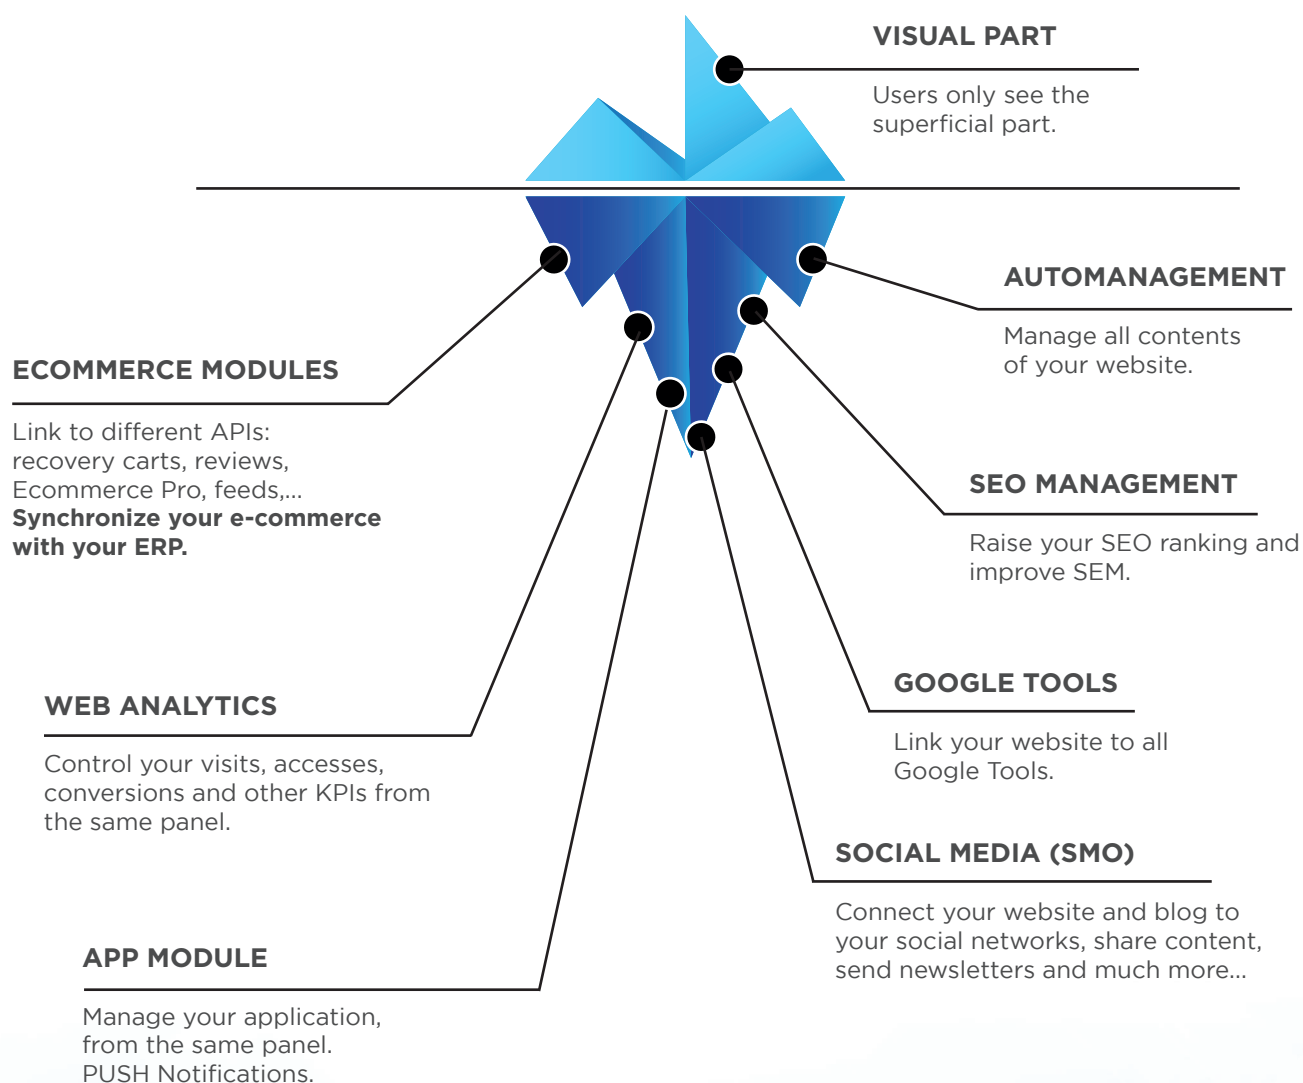 VISUAL PART
Users only see the
superficial part.
AUTOMANAGEMENT
Manage all contents
of your website.
ECOMMERCE MODULES
Link to different APIs:
recovery carts, reviews,
Ecommerce Pro, feeds,...
Synchronize your e-commerce
with your ERP.
SEO MANAGEMENT
Raise your SEO ranking and
improve SEM.
WEB ANALYTICS
Control your visits, accesses,
conversions and other KPIs from
the same panel.
GOOGLE TOOLS
Link your website to all
Google Tools.
SOCIAL MEDIA (SMO)
Connect your website and blog to
your social networks, share content,
send newsletters and much more...
APP MODULE
Manage your application,
from the same panel.
PUSH Notifications.